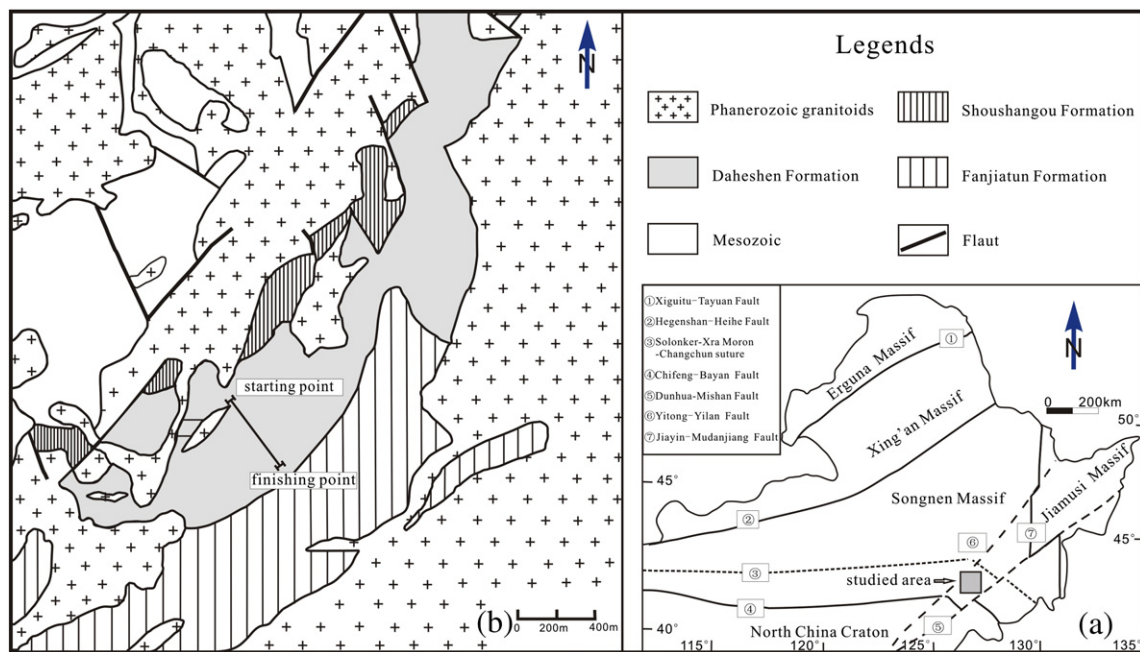 N
starting point
finishing point
(b)
0
200m
400m
Legends
Phanerozoic granitoids
Shoushangou Formation
Daheshen Formation
Fanjiatun Formation
Mesozoic
Flaut
①Xiguitu-Tayuan Fault
②Hegenshan-Heihe Fault
③Solonker-Xra Moron
-Changchun suture
④Chifeng-Bayan Fault
⑤Dunhua-Mishan Fault
⑥Yitong-Yilan Fault
⑦Jiayin-Mudanjiang Fault
N
0 200km
Erguna Massif
①
Xing'an Massif
50°
45°
Songnen Massif
Jiamusi Massif
②
⑥
⑦
45°
③
studied area
④
North China Craton
⑤
(a)
40°
115°
120°
125°
130°
135°